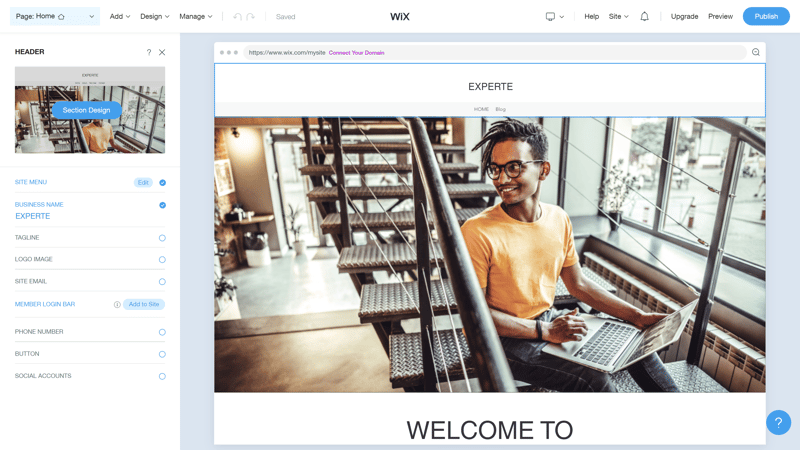 Page: Home
Add
Design
Manage
Saved
WiX
Help
Site
Upgrade
Preview
Publish
HEADER
?
EXPERTE
Section Design
SITE MENU
Edit
BUSINESS NAME
EXPERTE
TAGLINE
LOGO IMAGE
SITE EMAIL
MEMBER LOGIN BAR
Add to Site
PHONE NUMBER
BUTTON
SOCIAL ACCOUNTS
https://www.wix.com/mysite Connect Your Domain
EXPERTE
HOME Blog
WELCOME TO
?